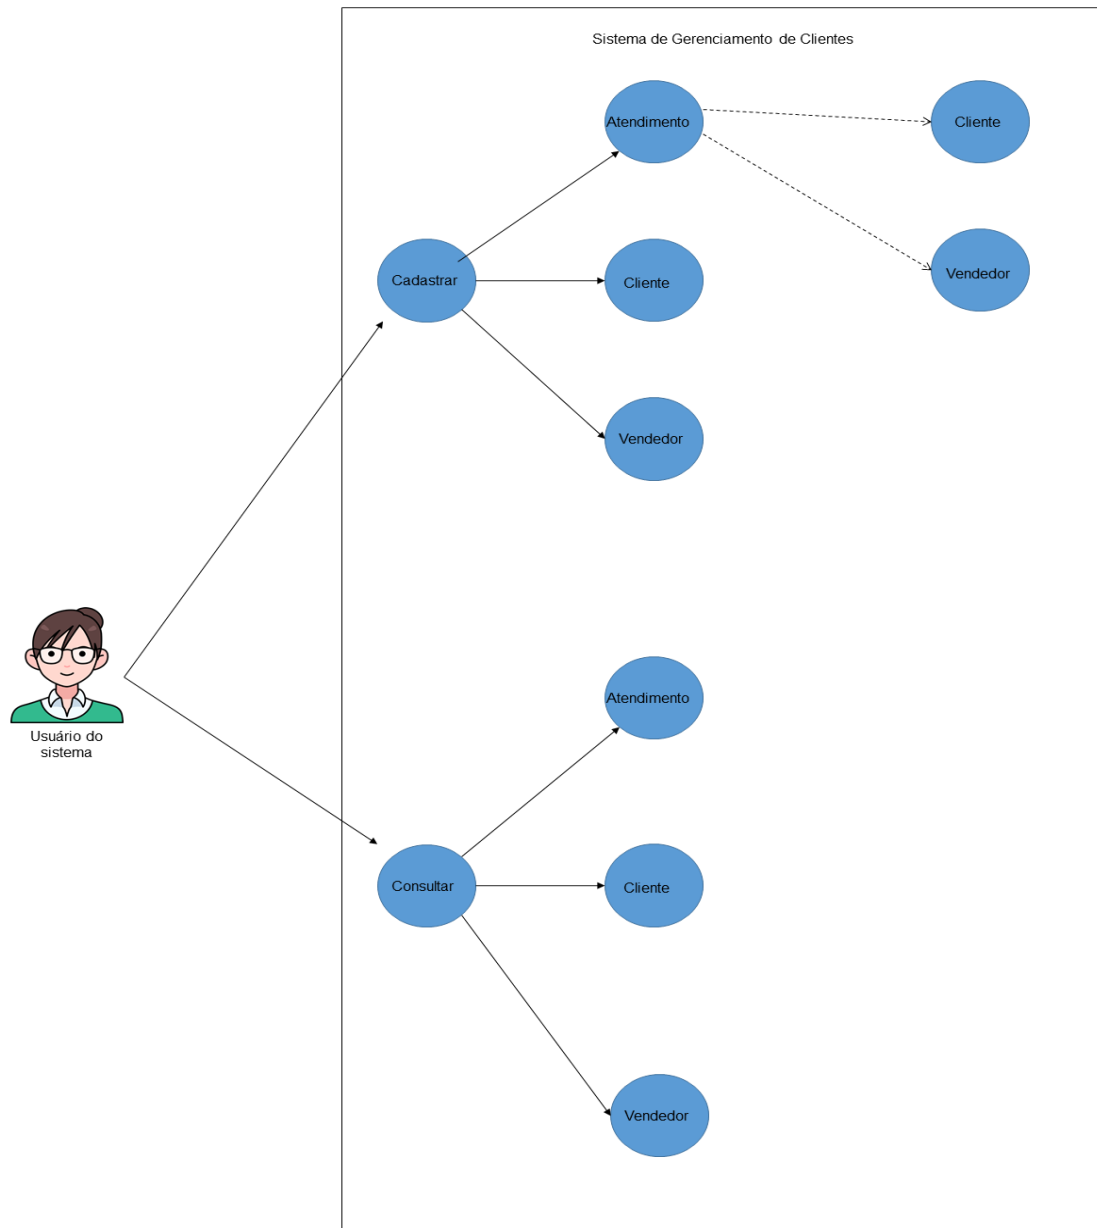 Sistema de Gerenciamento de Clientes
Atendimento
Cliente
Cadastrar
Cliente
Vendedor
Vendedor
Usuário do
sistema
Atendimento
Consultar
Cliente
Vendedor